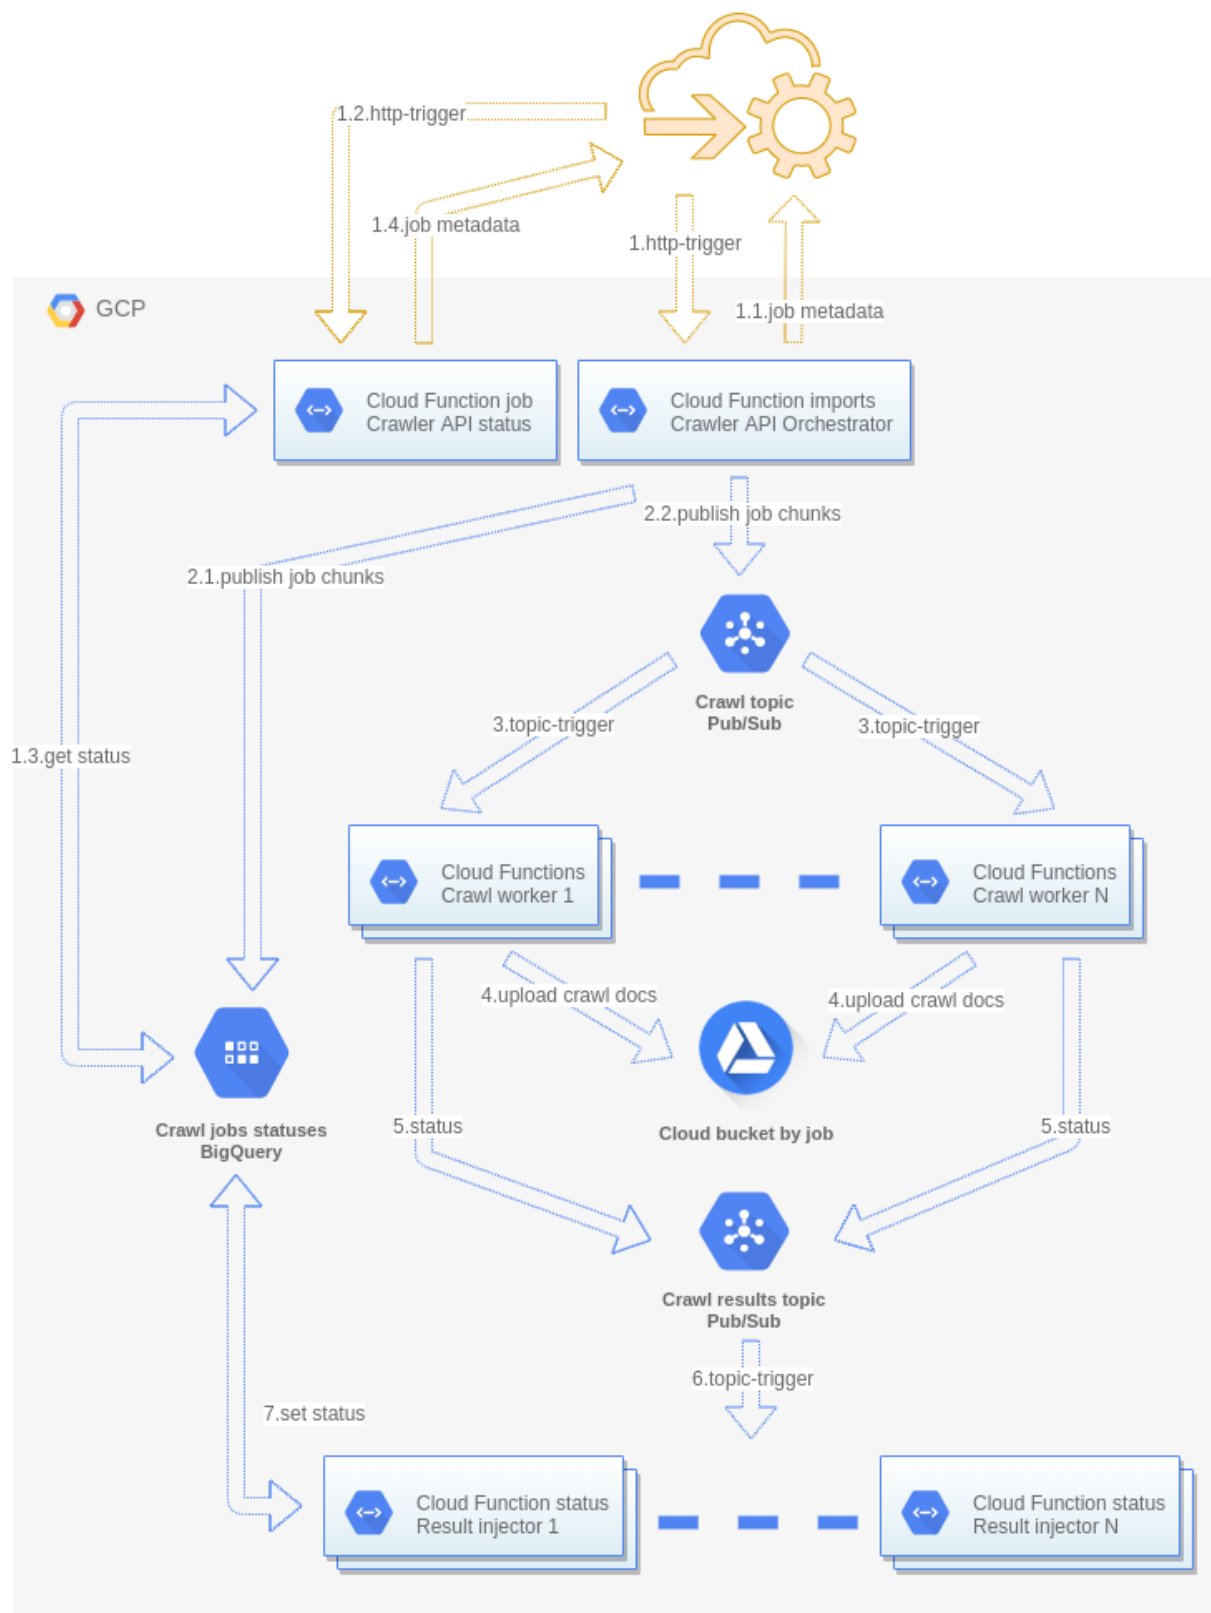 1.2.http-trigger
1.4.job metadata
1.http-trigger
1.1.job metadata
GCP
Cloud Function job
Crawler API status
Cloud Function imports
Crawler API Orchestrator
2.2.publish job chunks
2.1.publish job chunks
Crawl topic
Pub/Sub
3.topic-trigger
3.topic-trigger
1.3.get status
Cloud Functions
Crawl worker 1
Cloud Functions
Crawl worker N
4.upload crawl docs
4.upload crawl docs
Crawl jobs statuses
BigQuery
5.status
Cloud bucket by job
5.status
Crawl results topic
Pub/Sub
6.topic-trigger
7.set status
Cloud Function status
Result injector 1
Cloud Function status
Result injector N